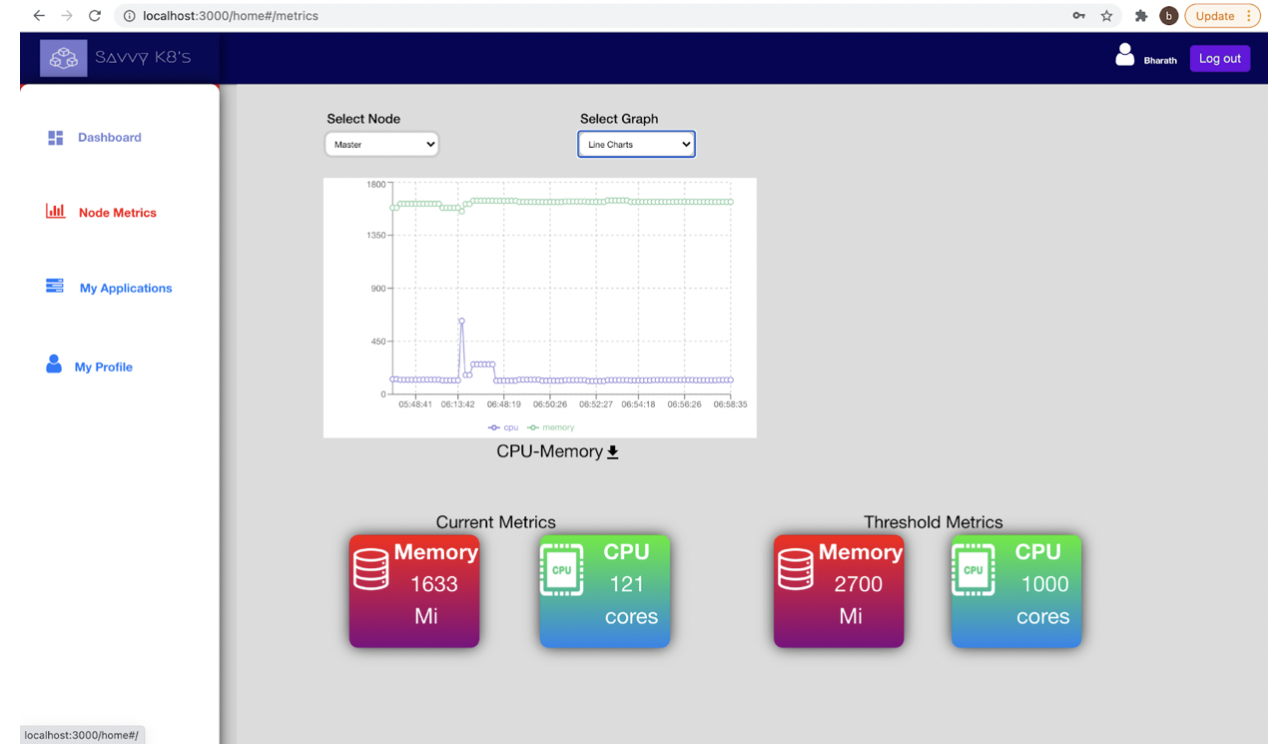 localhost:3000/home#/metrics
b
Update
Savvy K8's
Bharath
Log out
Dashboard
Node Metrics
My Applications
My Profile
Select Node
Master
Select Graph
Line Charts
1800
1350
900
450
0
05:48:41 06:13:42 06:48:19 06:50:26 06:52:27 06:54:18 06:56:26 06:58:35
cpu memory
CPU-Memory
Current Metrics
Memory
1633
Mi
CPU
CPU
121
cores
Threshold Metrics
Memory
2700
Mi
CPU
CPU
1000
cores
localhost:3000/home#/